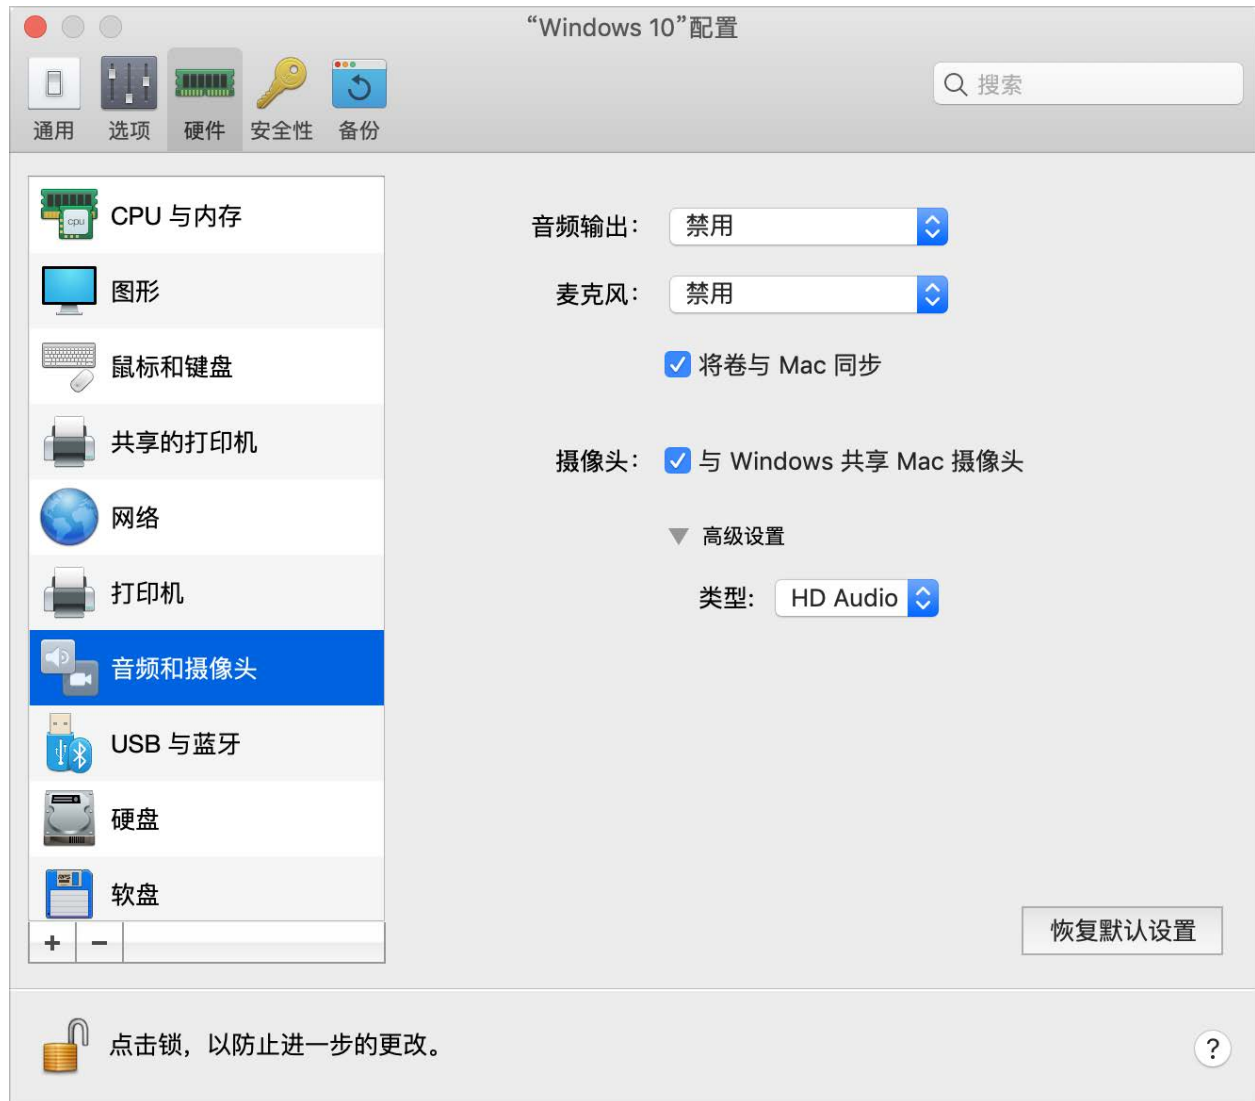 “Windows 10”配置
通用 选项 硬件 安全性 备份
搜索
CPU 与内存
图形
鼠标和键盘
共享的打印机
网络
打印机
音频和摄像头
USB 与蓝牙
硬盘
软盘
+ −
音频输出： 禁用
麦克风： 禁用
将卷与 Mac 同步
摄像头： 与 Windows 共享 Mac 摄像头
高级设置
类型: HD Audio
恢复默认设置
点击锁，以防止进一步的更改。
?